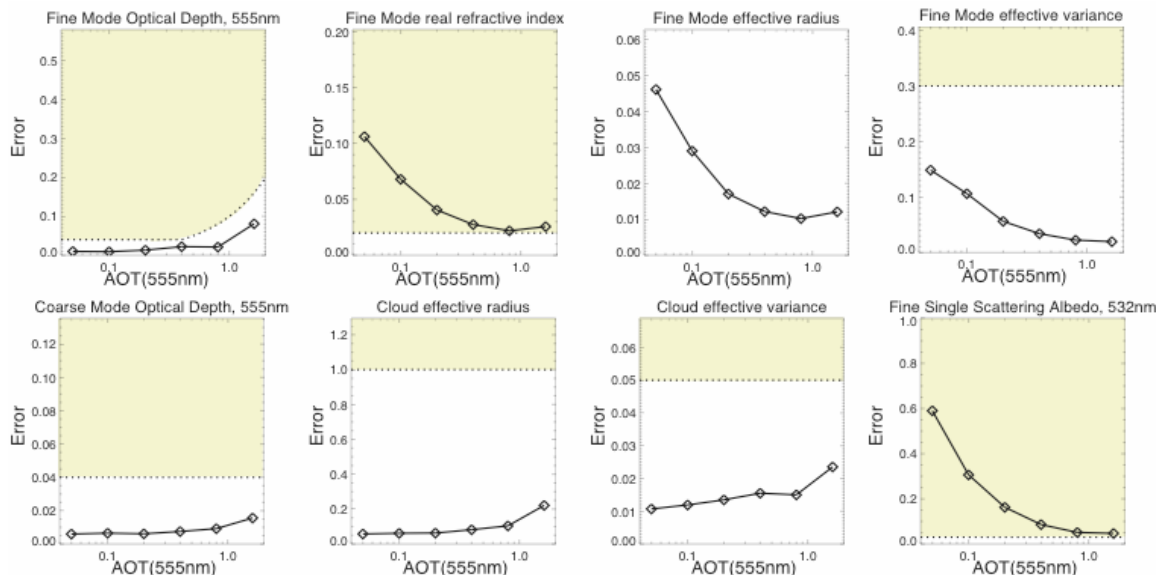 Fine Mode Optical Depth, 555nm
Error
0.5
0.4
0.3
0.2
0.1
0.0
0.1
1.0
AOT(555nm)
Fine Mode real refractive index
Error
0.20
0.15
0.10
0.05
0.00
0.1
1.0
AOT(555nm)
Fine Mode effective radius
Error
0.06
0.05
0.04
0.03
0.02
0.01
0.00
0.1
1.0
AOT(555nm)
Fine Mode effective variance
Error
0.4
0.3
0.2
0.1
0.0
0.1
1.0
AOT(555nm)
Coarse Mode Optical Depth, 555nm
Error
0.12
0.10
0.08
0.06
0.04
0.02
0.00
0.1
1.0
AOT(555nm)
Cloud effective radius
Error
1.2
1.0
0.8
0.6
0.4
0.2
0.0
0.1
1.0
AOT(555nm)
Cloud effective variance
Error
0.06
0.05
0.04
0.03
0.02
0.01
0.00
0.1
1.0
AOT(555nm)
Fine Single Scattering Albedo, 532nm
Error
1.0
0.8
0.6
0.4
0.2
0.0
0.1
1.0
AOT(555nm)